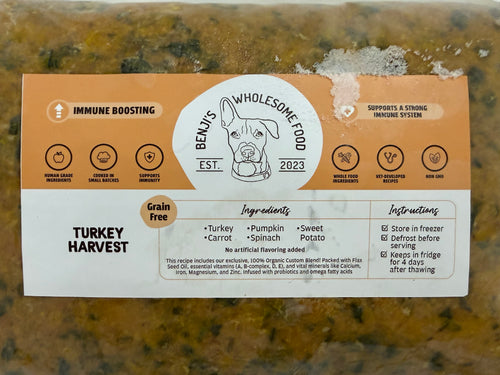 IMMUNE BOOSTING
HUMAN GRADE
INGREDIENTS
COOKED IN
SMALL BATCHES
SUPPORTS
IMMUNITY
BENJI'S WHOLESOME FOOD
EST. 2023
SUPPORTS A STRONG
IMMUNE SYSTEM
WHOLE FOOD
INGREDIENTS
VET-DEVELOPED
RECIPES
NON GMO
TURKEY
HARVEST
Grain
Free
Ingredients
•Turkey •Pumpkin •Sweet
•Carrot •Spinach Potato
No artificial flavoring added
This recipe includes our exclusive, 100% Organic Custom Blend! Packed with Flax
Seed Oil, essential vitamins (A, B-complex, D, E), and vital minerals like Calcium,
Iron, Magnesium, and Zinc. Infused with probiotics and omega fatty acids
Instructions
Store in freezer
Defrost before
serving
Keeps in fridge
for 4 days
after thawing